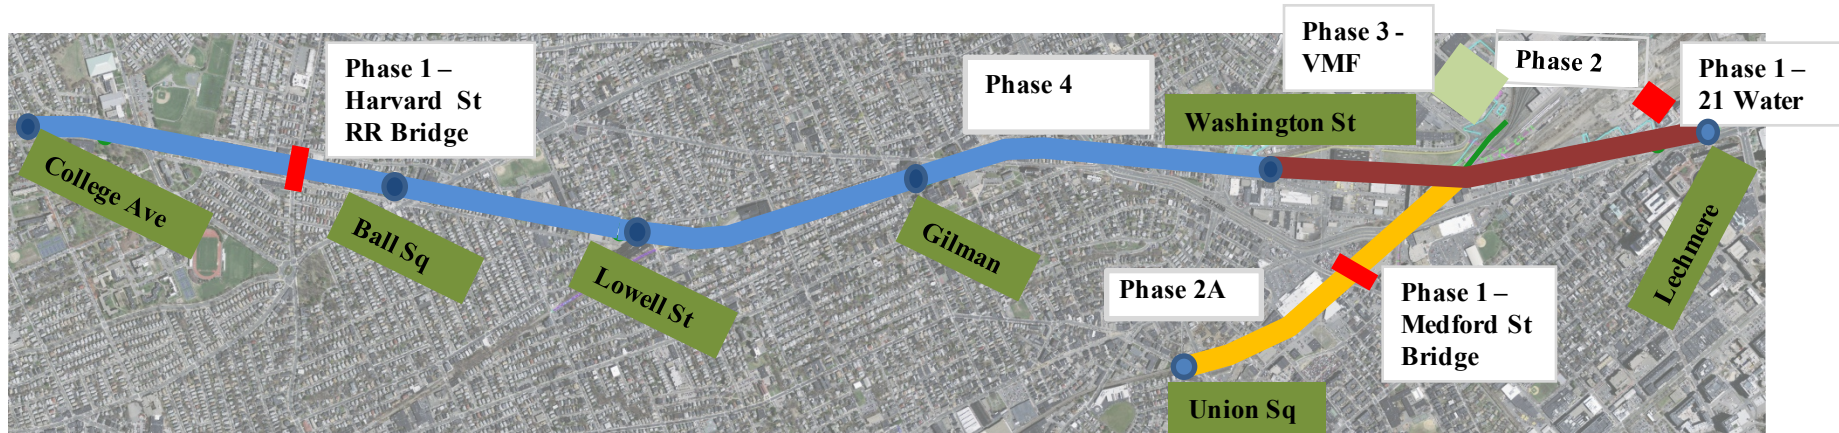 Phase 1 –
Harvard St
RR Bridge
Phase 4
Phase 3 -
VMF
Phase 2
Phase 1 –
21 Water
Washington St
College Ave
Ball Sq
Lowell St
Gilman
Lechmere
Phase 2A
Phase 1 –
Medford St
Bridge
Union Sq